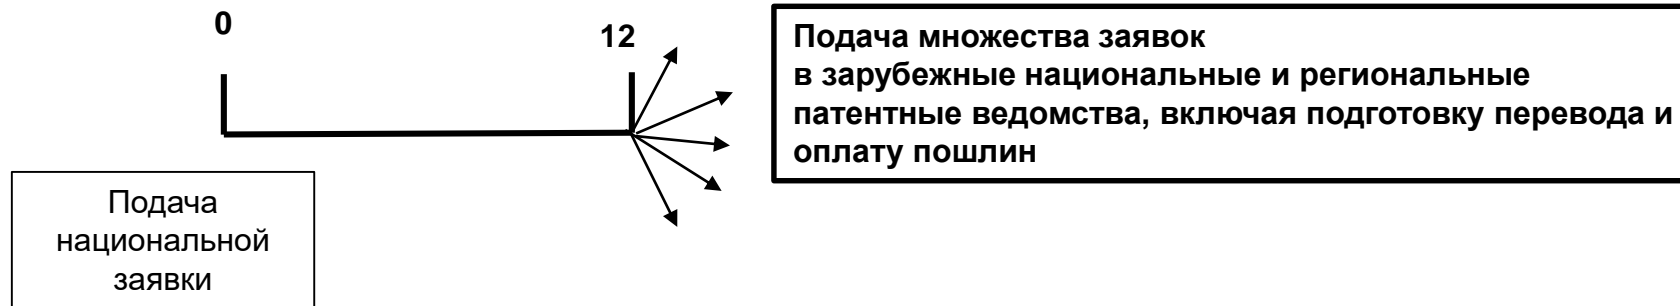 0
12
Подача множества заявок
в зарубежные национальные и региональные
патентные ведомства, включая подготовку перевода и
оплату пошлин
Подача
национальной
заявки